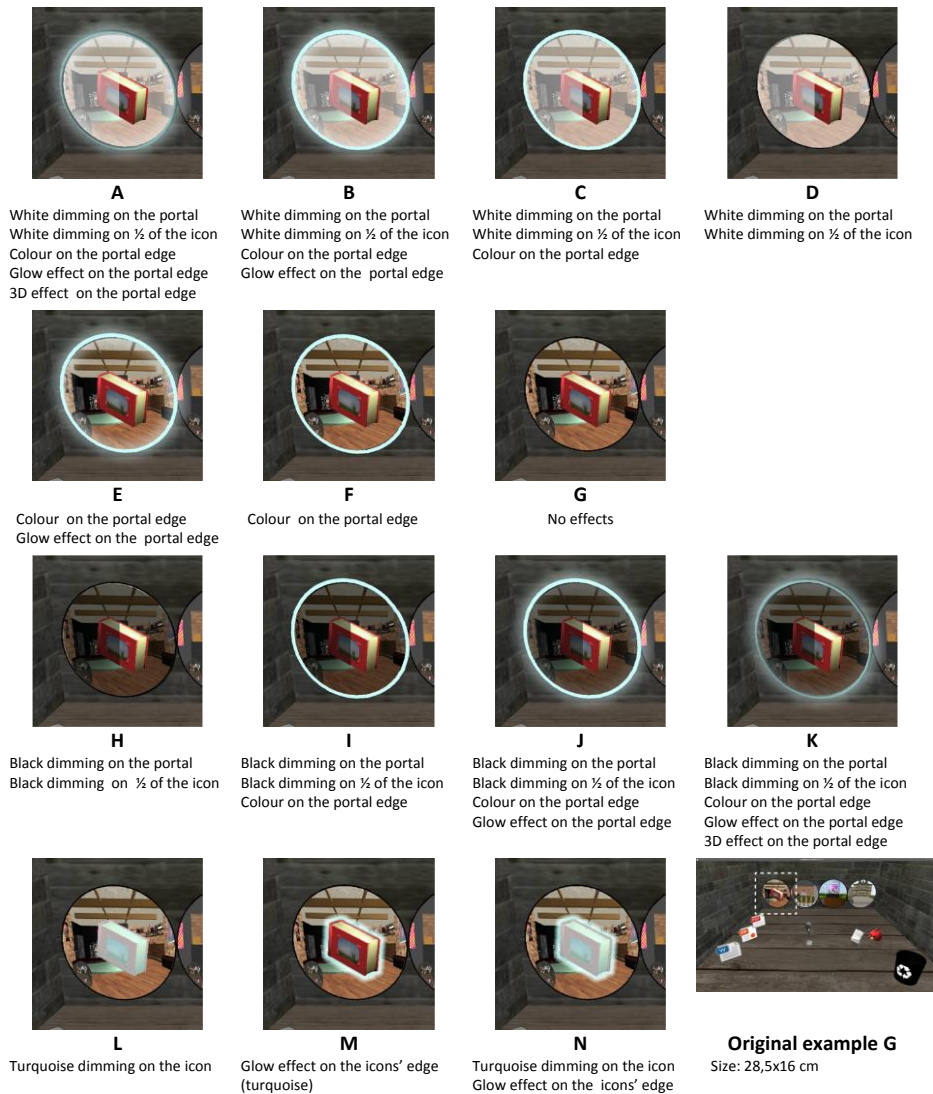 A
White dimming on the portal
White dimming on ½ of the icon
Colour on the portal edge
Glow effect on the portal edge
3D effect on the portal edge
B
White dimming on the portal
White dimming on ½ of the icon
Colour on the portal edge
Glow effect on the portal edge
C
White dimming on the portal
White dimming on ½ of the icon
Colour on the portal edge
D
White dimming on the portal
White dimming on ½ of the icon
E
Colour on the portal edge
Glow effect on the portal edge
F
Colour on the portal edge
G
No effects
H
Black dimming on the portal
Black dimming on ½ of the icon
I
Black dimming on the portal
Black dimming on ½ of the icon
Colour on the portal edge
J
Black dimming on the portal
Black dimming on ½ of the icon
Colour on the portal edge
Glow effect on the portal edge
K
Black dimming on the portal
Black dimming on ½ of the icon
Colour on the portal edge
Glow effect on the portal edge
3D effect on the portal edge
L
Turquoise dimming on the icon
M
Glow effect on the icons’ edge
(turquoise)
N
Turquoise dimming on the icon
Glow effect on the icons’ edge
Original example G
Size: 28,5x16 cm